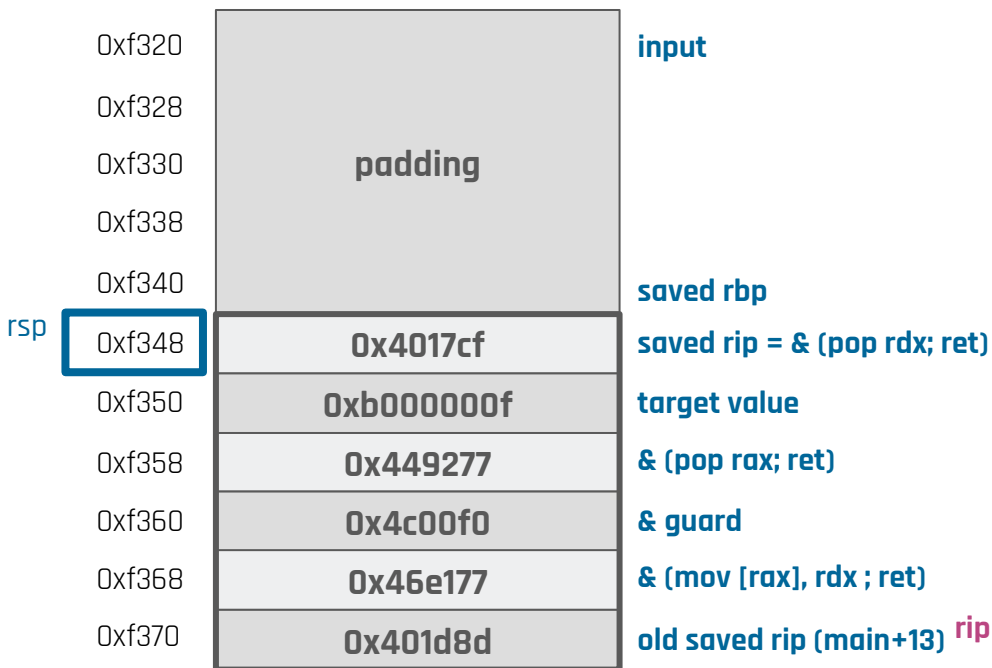 0xf320 input
0xf328
0xf330 padding
0xf338
0xf340 saved rbp
rsp 0xf348 0x4017cf saved rip = & (pop rdx; ret)
0xf350 0xb000000f target value
0xf358 0x449277 & (pop rax; ret)
0xf360 0x4c00f0 & guard
0xf368 0x46e177 & (mov [rax], rdx ; ret)
0xf370 0x401d8d old saved rip (main+13) rip